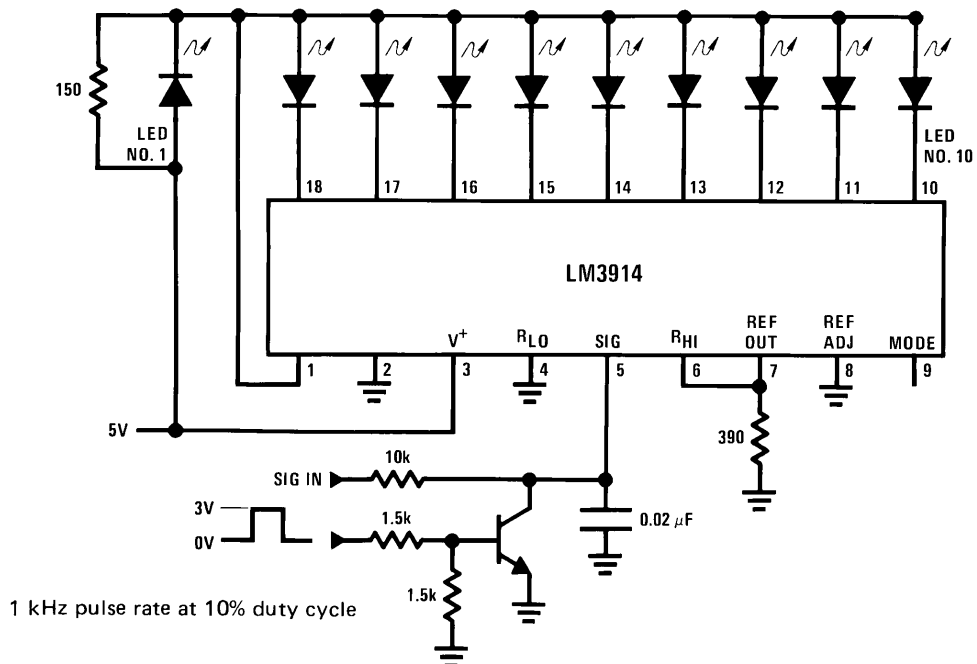 150
LED
NO. 1
LED
NO. 10
18 17 16 15 14 13 12 11 10
LM3914
V+ RLO SIG RHI REF OUT REF ADJ MODE
1 2 3 4 5 6 7 8 9
5V
390
SIG IN
10k
3V
0V
1.5k
0.02 μF
1.5k
1 kHz pulse rate at 10% duty cycle